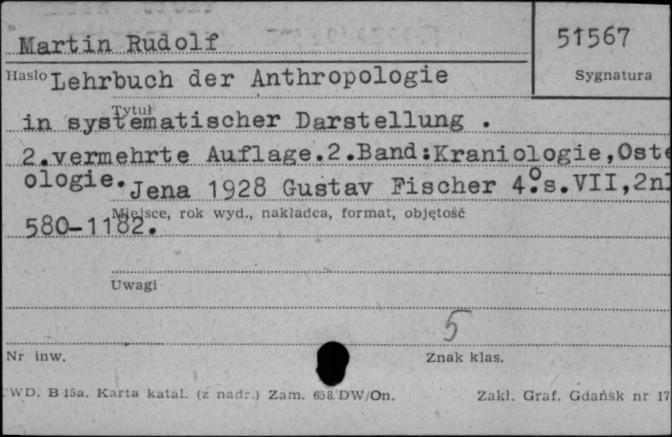 Martin Rudolf
51567
Hasło Lehrbuch der Anthropologie
Sygnatura
Tytuł
in systematischer Darstellung .
2.vermehrte Auflage.2.Band:Kraniologie,Oste
ologie. Jena 1928 Gustav Fischer 4.° s.VII,2nl
Miejsce, rok wyd., nakładca, format, objętość
580-1182.
Uwagi
5
Nr inw.
Znak klas.
WD. B 15a. Karta katal. (z nadr.) Zam. 658/DW/On.
Zakł. Graf. Gdańsk nr 17